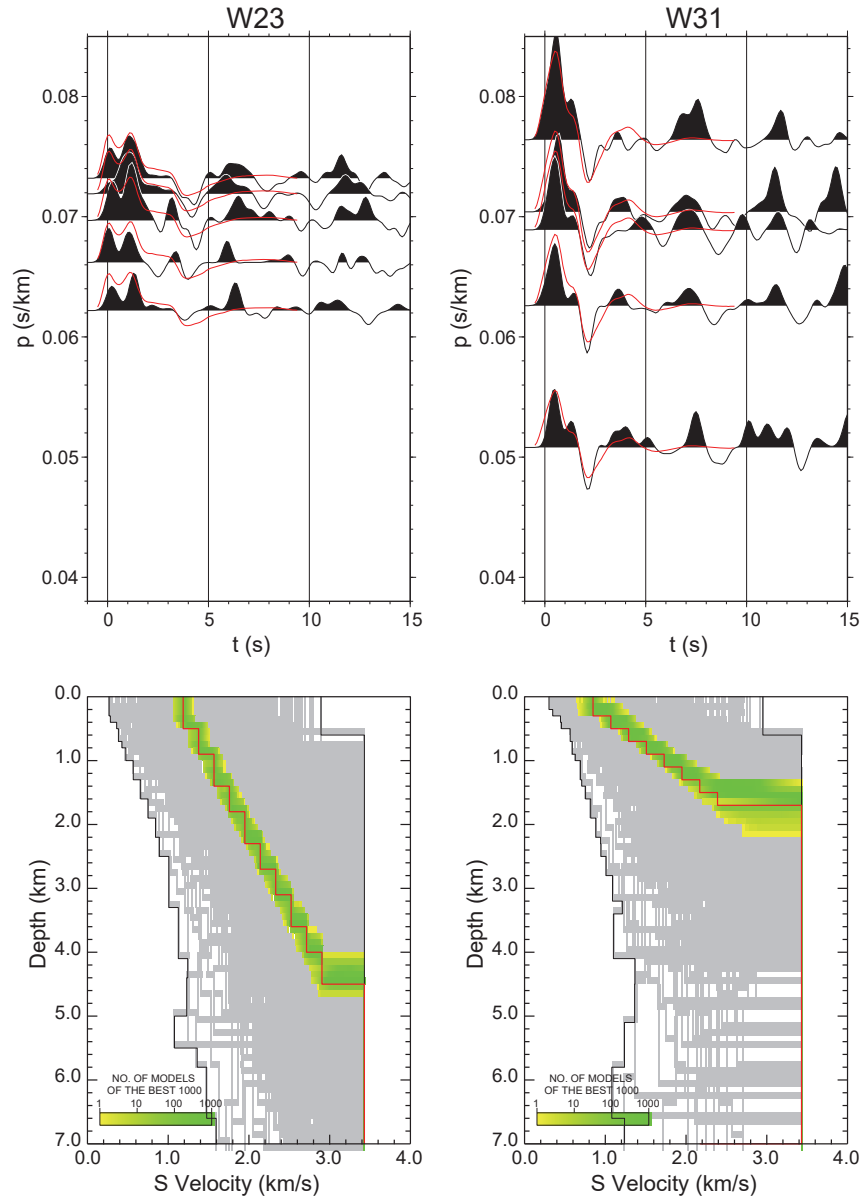 W23
W31
0.08
0.07
0.06
0.05
0.04
p (s/km)
0 5 10 15
t (s)
0.08
0.07
0.06
0.05
0.04
p (s/km)
0 5 10 15
t (s)
0.0
1.0
2.0
3.0
4.0
5.0
6.0
7.0
Depth (km)
NO. OF MODELS
OF THE BEST 1000
1 10 100 1000
0.0 1.0 2.0 3.0 4.0
S Velocity (km/s)
0.0
1.0
2.0
3.0
4.0
5.0
6.0
7.0
Depth (km)
NO. OF MODELS
OF THE BEST 1000
1 10 100 1000
0.0 1.0 2.0 3.0 4.0
S Velocity (km/s)